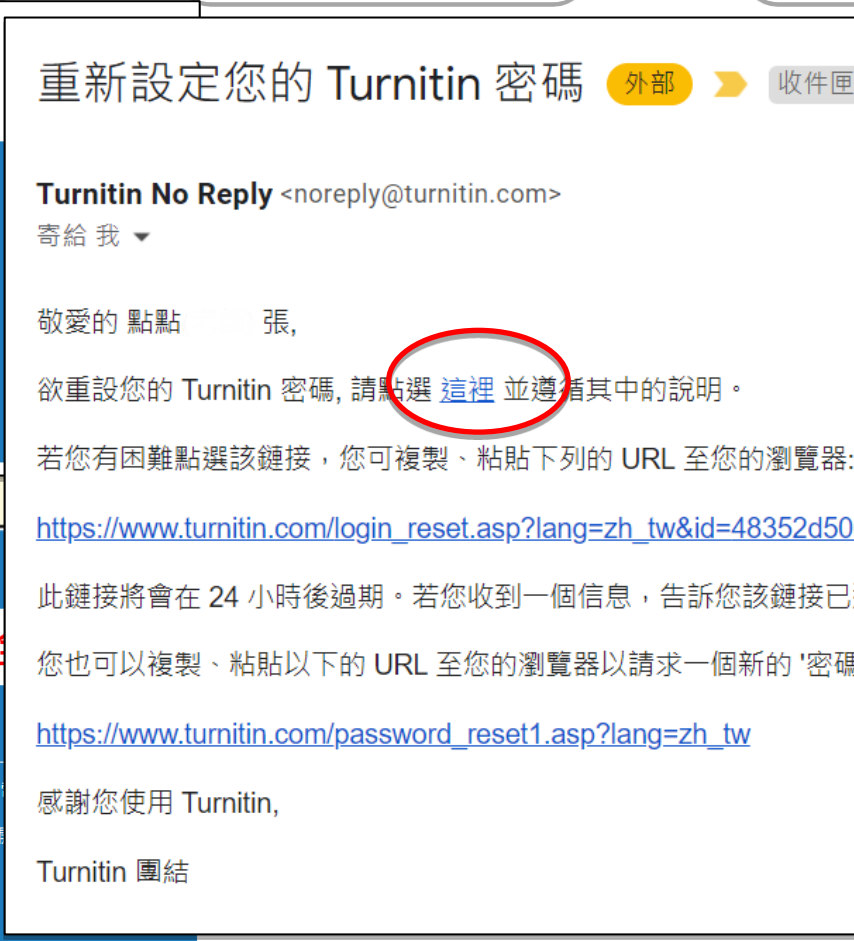 重新設定您的 Turnitin 密碼 外部 收件匣
Turnitin No Reply <noreply@turnitin.com>
寄給 我
敬愛的 點點 張,
欲重設您的 Turnitin 密碼, 請點選 這裡 並遵循其中的說明。
若您有困難點選該鏈接，您可複製、粘貼下列的 URL 至您的瀏覽器:
https://www.turnitin.com/login_reset.asp?lang=zh_tw&id=48352d50
此鏈接將會在 24 小時後過期。若您收到一個信息，告訴您該鏈接已
您也可以複製、粘貼以下的 URL 至您的瀏覽器以請求一個新的 '密碼
https://www.turnitin.com/password_reset1.asp?lang=zh_tw
感謝您使用 Turnitin,
Turnitin 團結